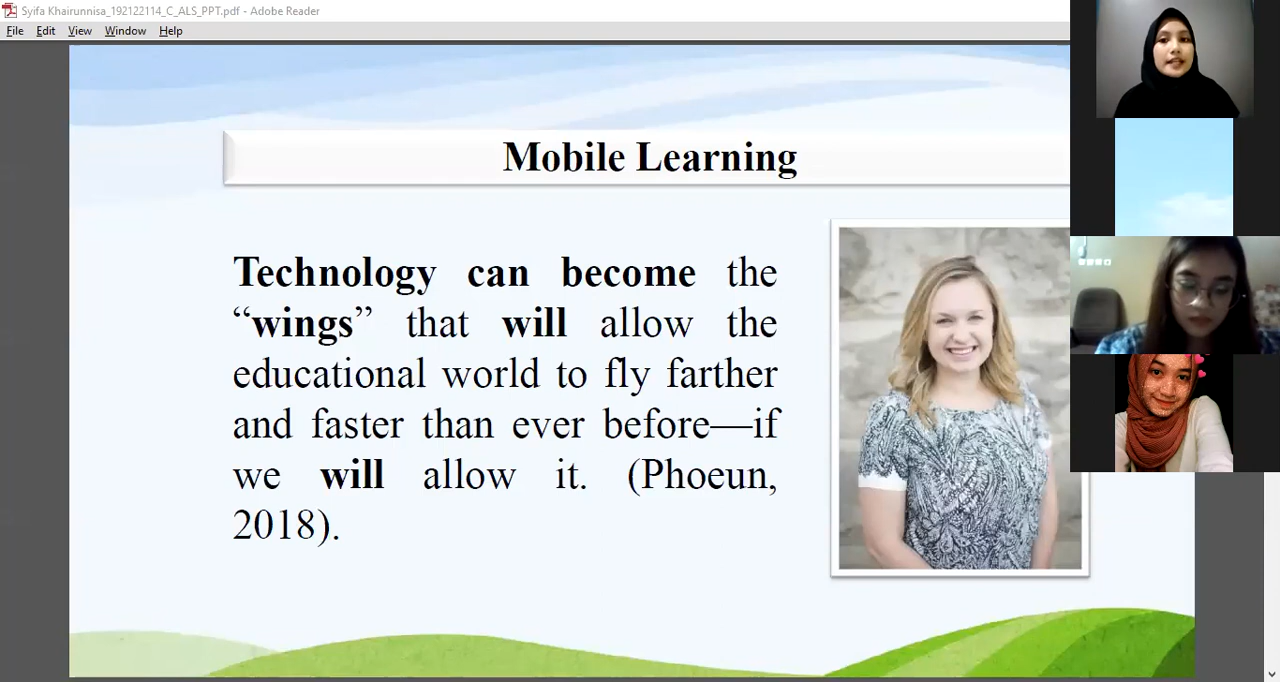 Syifa Khairunnisa_192122114_C_ALS_PPT.pdf - Adobe Reader
File Edit View Window Help
Mobile Learning
Technology can become the
“wings” that will allow the
educational world to fly farther
and faster than ever before—if
we will allow it. (Phoeun,
2018).